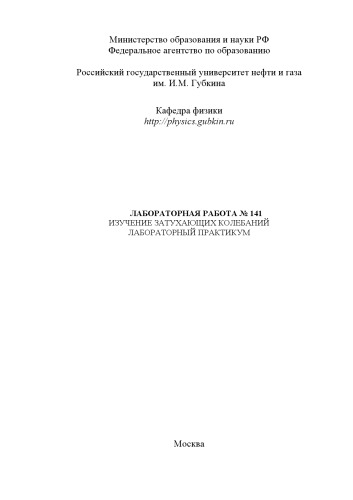 Министерство образования и науки РФ
Федеральное агентство по образованию
Российский государственный университет нефти и газа
им. И.М. Губкина
Кафедра физики
http://physics.gubkin.ru
ЛАБОРАТОРНАЯ РАБОТА № 141
ИЗУЧЕНИЕ ЗАТУХАЮЩИХ КОЛЕБАНИЙ
ЛАБОРАТОРНЫЙ ПРАКТИКУМ
Москва